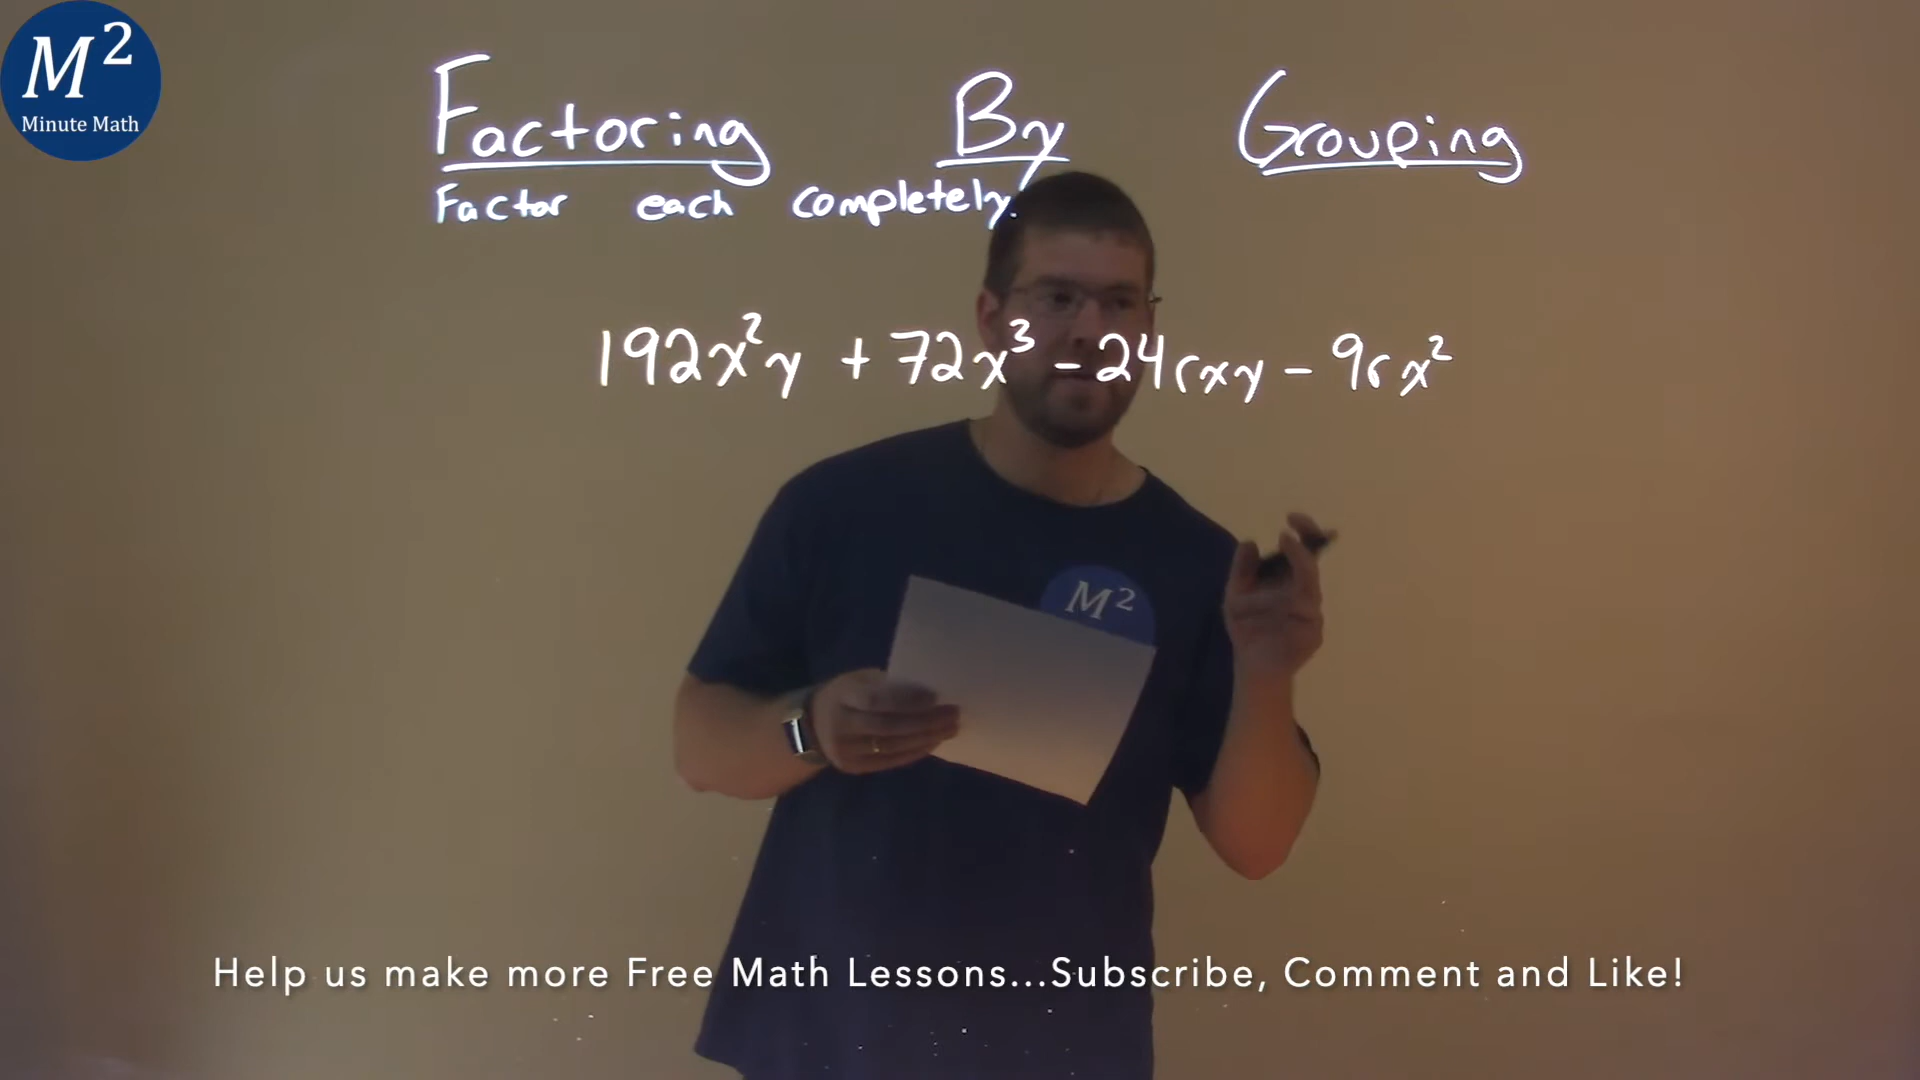 M²
Minute Math
Factoring By Grouping
Factor each completely.
192x²y + 72x³ - 24rxy - 9rx²
M²
Help us make more Free Math Lessons...Subscribe, Comment and Like!